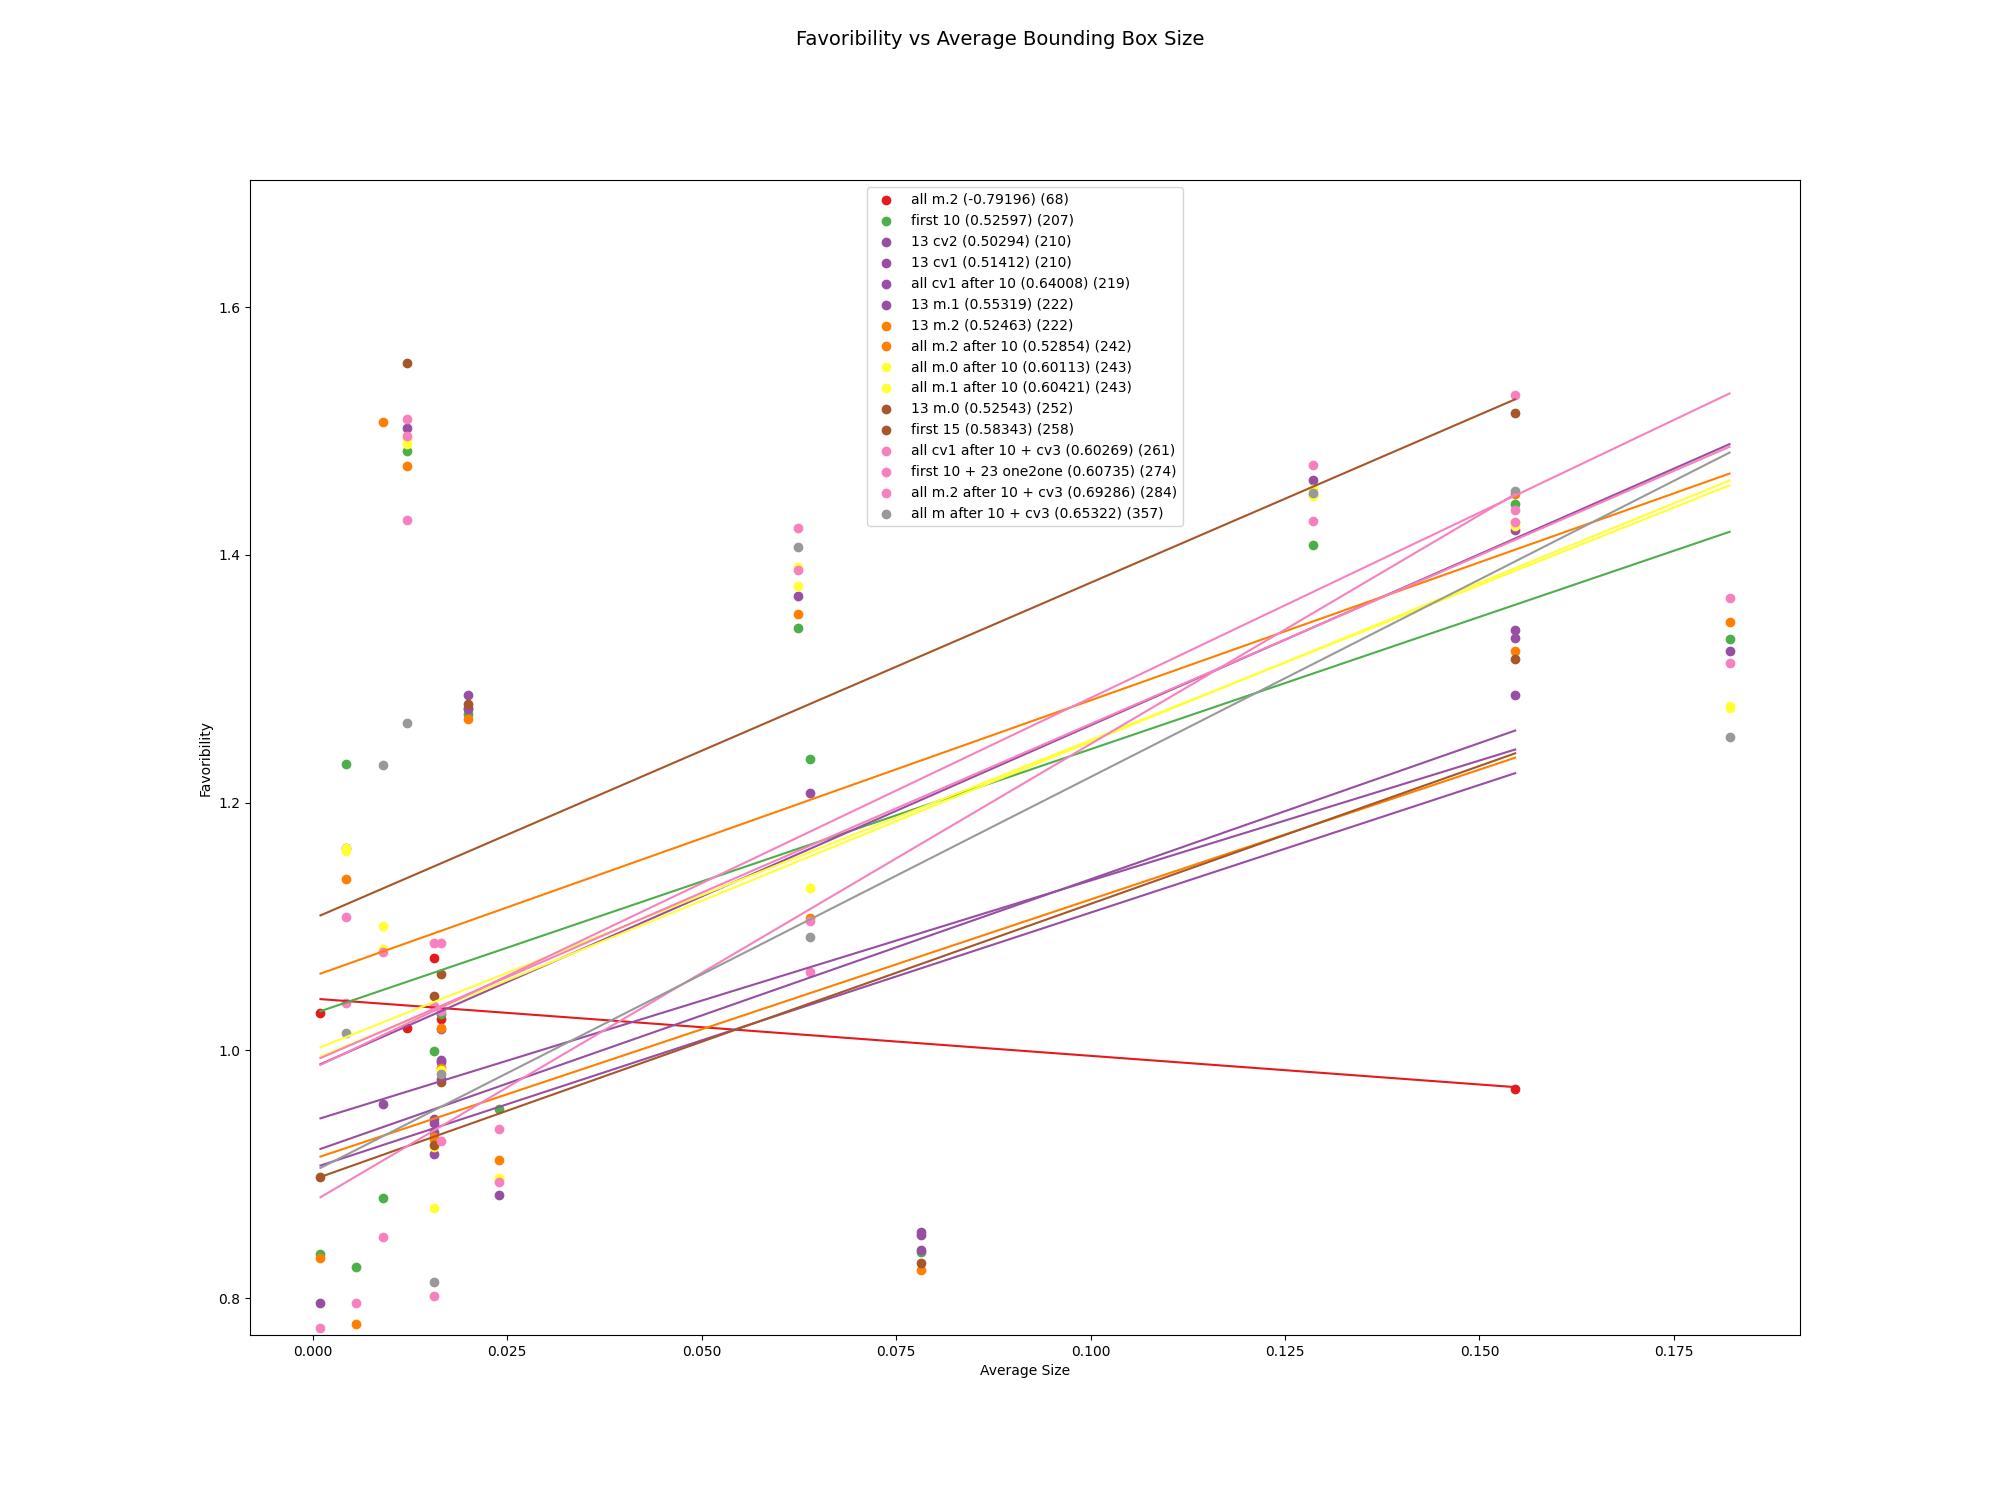 Favoribility vs Average Bounding Box Size
all m.2 (-0.79196) (68)
first 10 (0.52597) (207)
13 cv2 (0.50294) (210)
13 cv1 (0.51412) (210)
all cv1 after 10 (0.64008) (219)
13 m.1 (0.55319) (222)
13 m.2 (0.52463) (222)
all m.2 after 10 (0.52854) (242)
all m.0 after 10 (0.60113) (243)
all m.1 after 10 (0.60421) (243)
13 m.0 (0.52543) (252)
first 15 (0.58343) (258)
all cv1 after 10 + cv3 (0.60269) (261)
first 10 + 23 one2one (0.60735) (274)
all m.2 after 10 + cv3 (0.69286) (284)
all m after 10 + cv3 (0.65322) (357)
1.6
1.4
1.2
1.0
0.8
Favoribility
0.000 0.025 0.050 0.075 0.100 0.125 0.150 0.175
Average Size